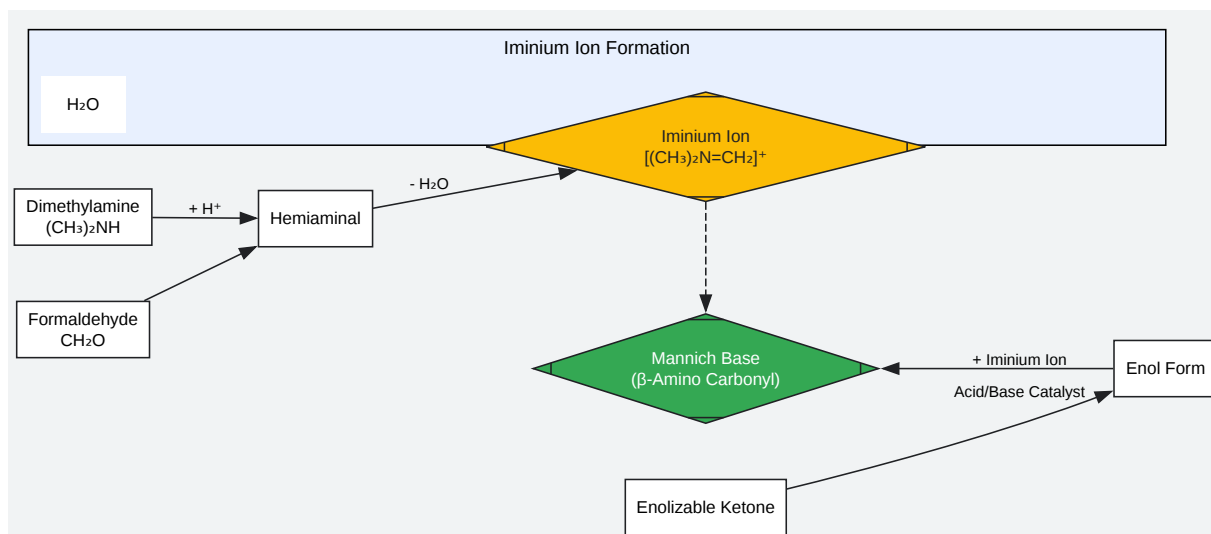 Iminium Ion Formation
H₂O
Iminium Ion
[(CH₃)₂N=CH₂]⁺
- H₂O
Dimethylamine
(CH₃)₂NH
+ H⁺
Hemiaminal
Formaldehyde
CH₂O
Mannich Base
(β-Amino Carbonyl)
+ Iminium Ion
Enol Form
Acid/Base Catalyst
Enolizable Ketone